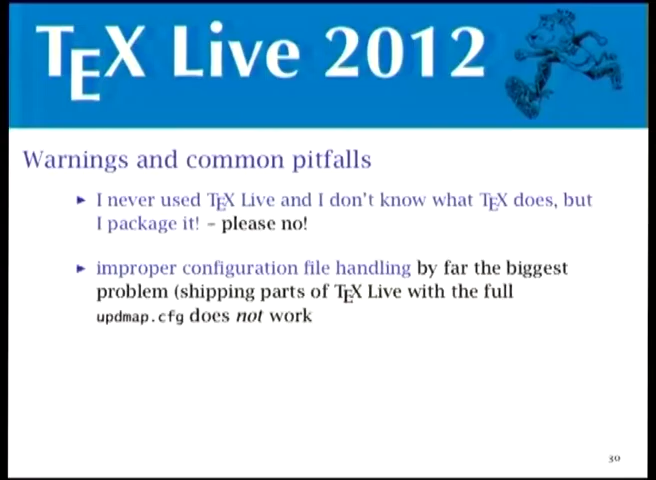 TEX Live 2012
Warnings and common pitfalls
► I never used TEX Live and I don't know what TEX does, but
I package it! – please no!
► improper configuration file handling by far the biggest
problem (shipping parts of TEX Live with the full
updmap.cfg does not work
30